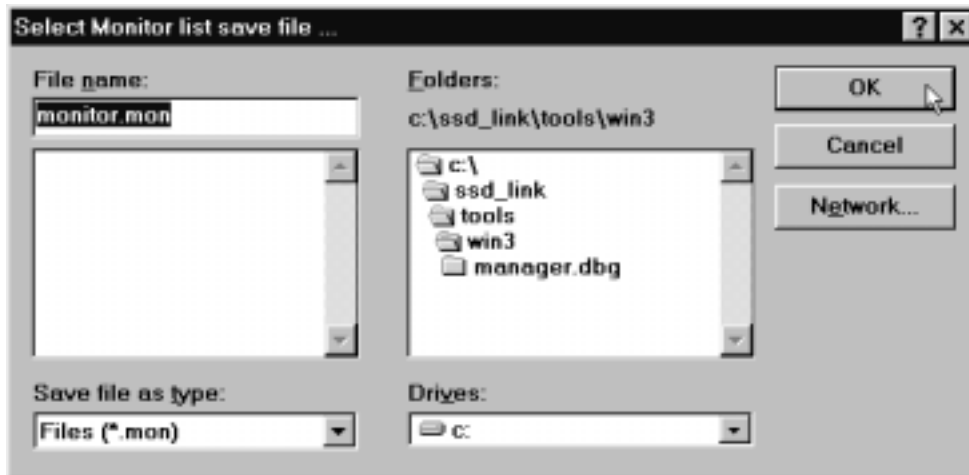 Select Monitor list save file ...
File name:
monitor.mon
Folders:
c:\ssd_link\tools\win3
c:\
ssd_link
tools
win3
manager.dbg
OK
Cancel
Network...
Save file as type:
Files (*.mon)
Drives:
c: